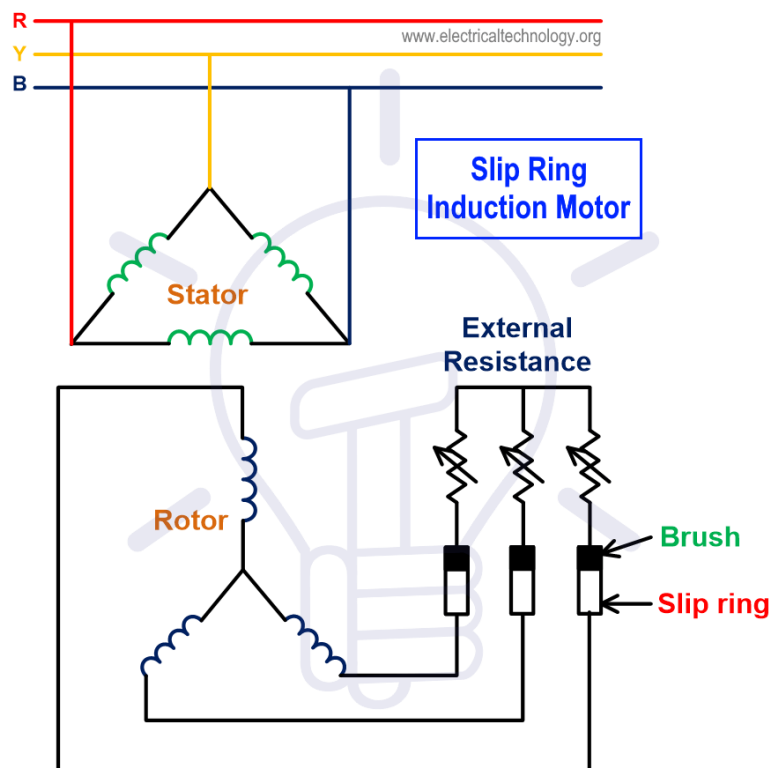 R
www.electricaltechnology.org
Y
B
Slip Ring
Induction Motor
Stator
External
Resistance
Rotor
Brush
Slip ring